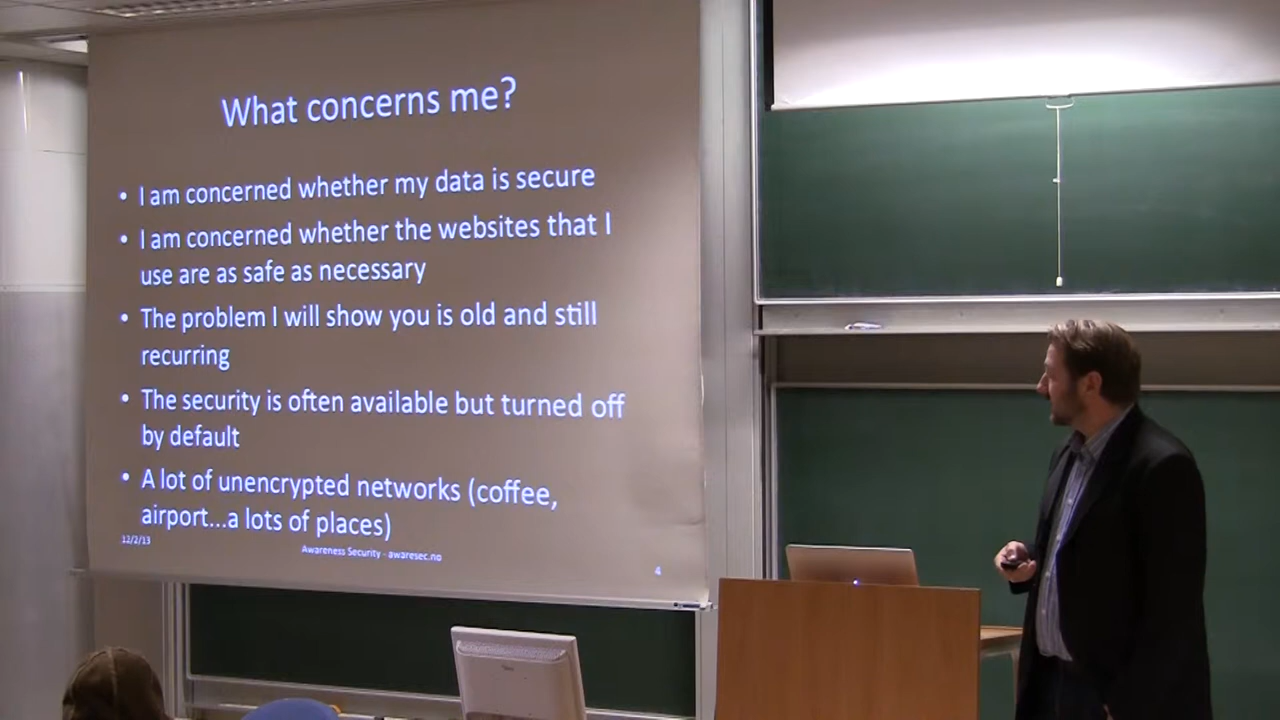 What concerns me?
• I am concerned whether my data is secure
• I am concerned whether the websites that I
use are as safe as necessary
• The problem I will show you is old and still
recurring
• The security is often available but turned off
by default
• A lot of unencrypted networks (coffee,
airport...a lots of places)
12/2/13
Awareness Security - awaresec.no
4